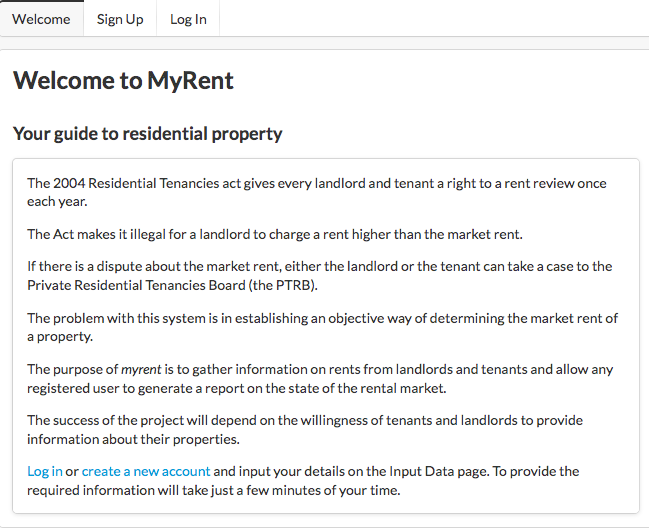 Welcome
Sign Up
Log In
Welcome to MyRent
Your guide to residential property
The 2004 Residential Tenancies act gives every landlord and tenant a right to a rent review once
each year.
The Act makes it illegal for a landlord to charge a rent higher than the market rent.
If there is a dispute about the market rent, either the landlord or the tenant can take a case to the
Private Residential Tenancies Board (the PTRB).
The problem with this system is in establishing an objective way of determining the market rent of
a property.
The purpose of myrent is to gather information on rents from landlords and tenants and allow any
registered user to generate a report on the state of the rental market.
The success of the project will depend on the willingness of tenants and landlords to provide
information about their properties.
Log in or create a new account and input your details on the Input Data page. To provide the
required information will take just a few minutes of your time.